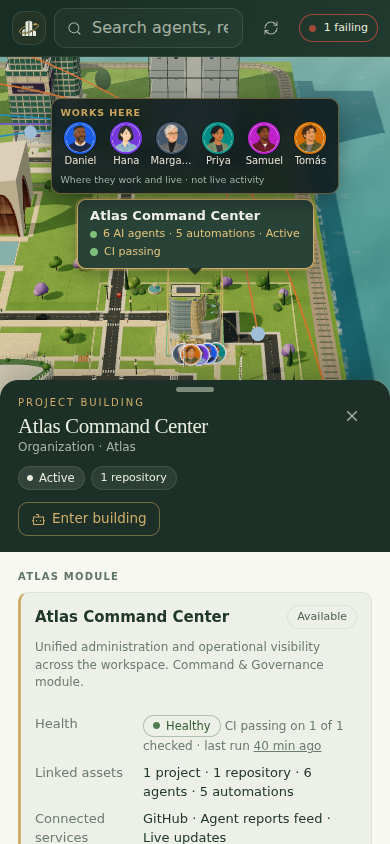 Search agents, re
1 failing
WORKS HERE
Daniel Hana Marga... Priya Samuel Tomás
Where they work and live · not live activity
Atlas Command Center
6 AI agents · 5 automations · Active
CI passing
PROJECT BUILDING
Atlas Command Center
Organization · Atlas
Active 1 repository
Enter building
ATLAS MODULE
Atlas Command Center Available
Unified administration and operational visibility
across the workspace. Command & Governance
module.
Health Healthy CI passing on 1 of 1
checked · last run 40 min ago
Linked assets 1 project · 1 repository · 6
agents · 5 automations
Connected GitHub · Agent reports feed ·
services Live updates